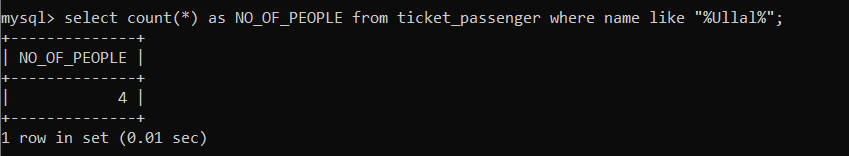 mysql> select count(*) as NO_OF_PEOPLE from ticket_passenger where name like "%Ullal%";
+--------------+
| NO_OF_PEOPLE |
+--------------+
|            4 |
+--------------+
1 row in set (0.01 sec)